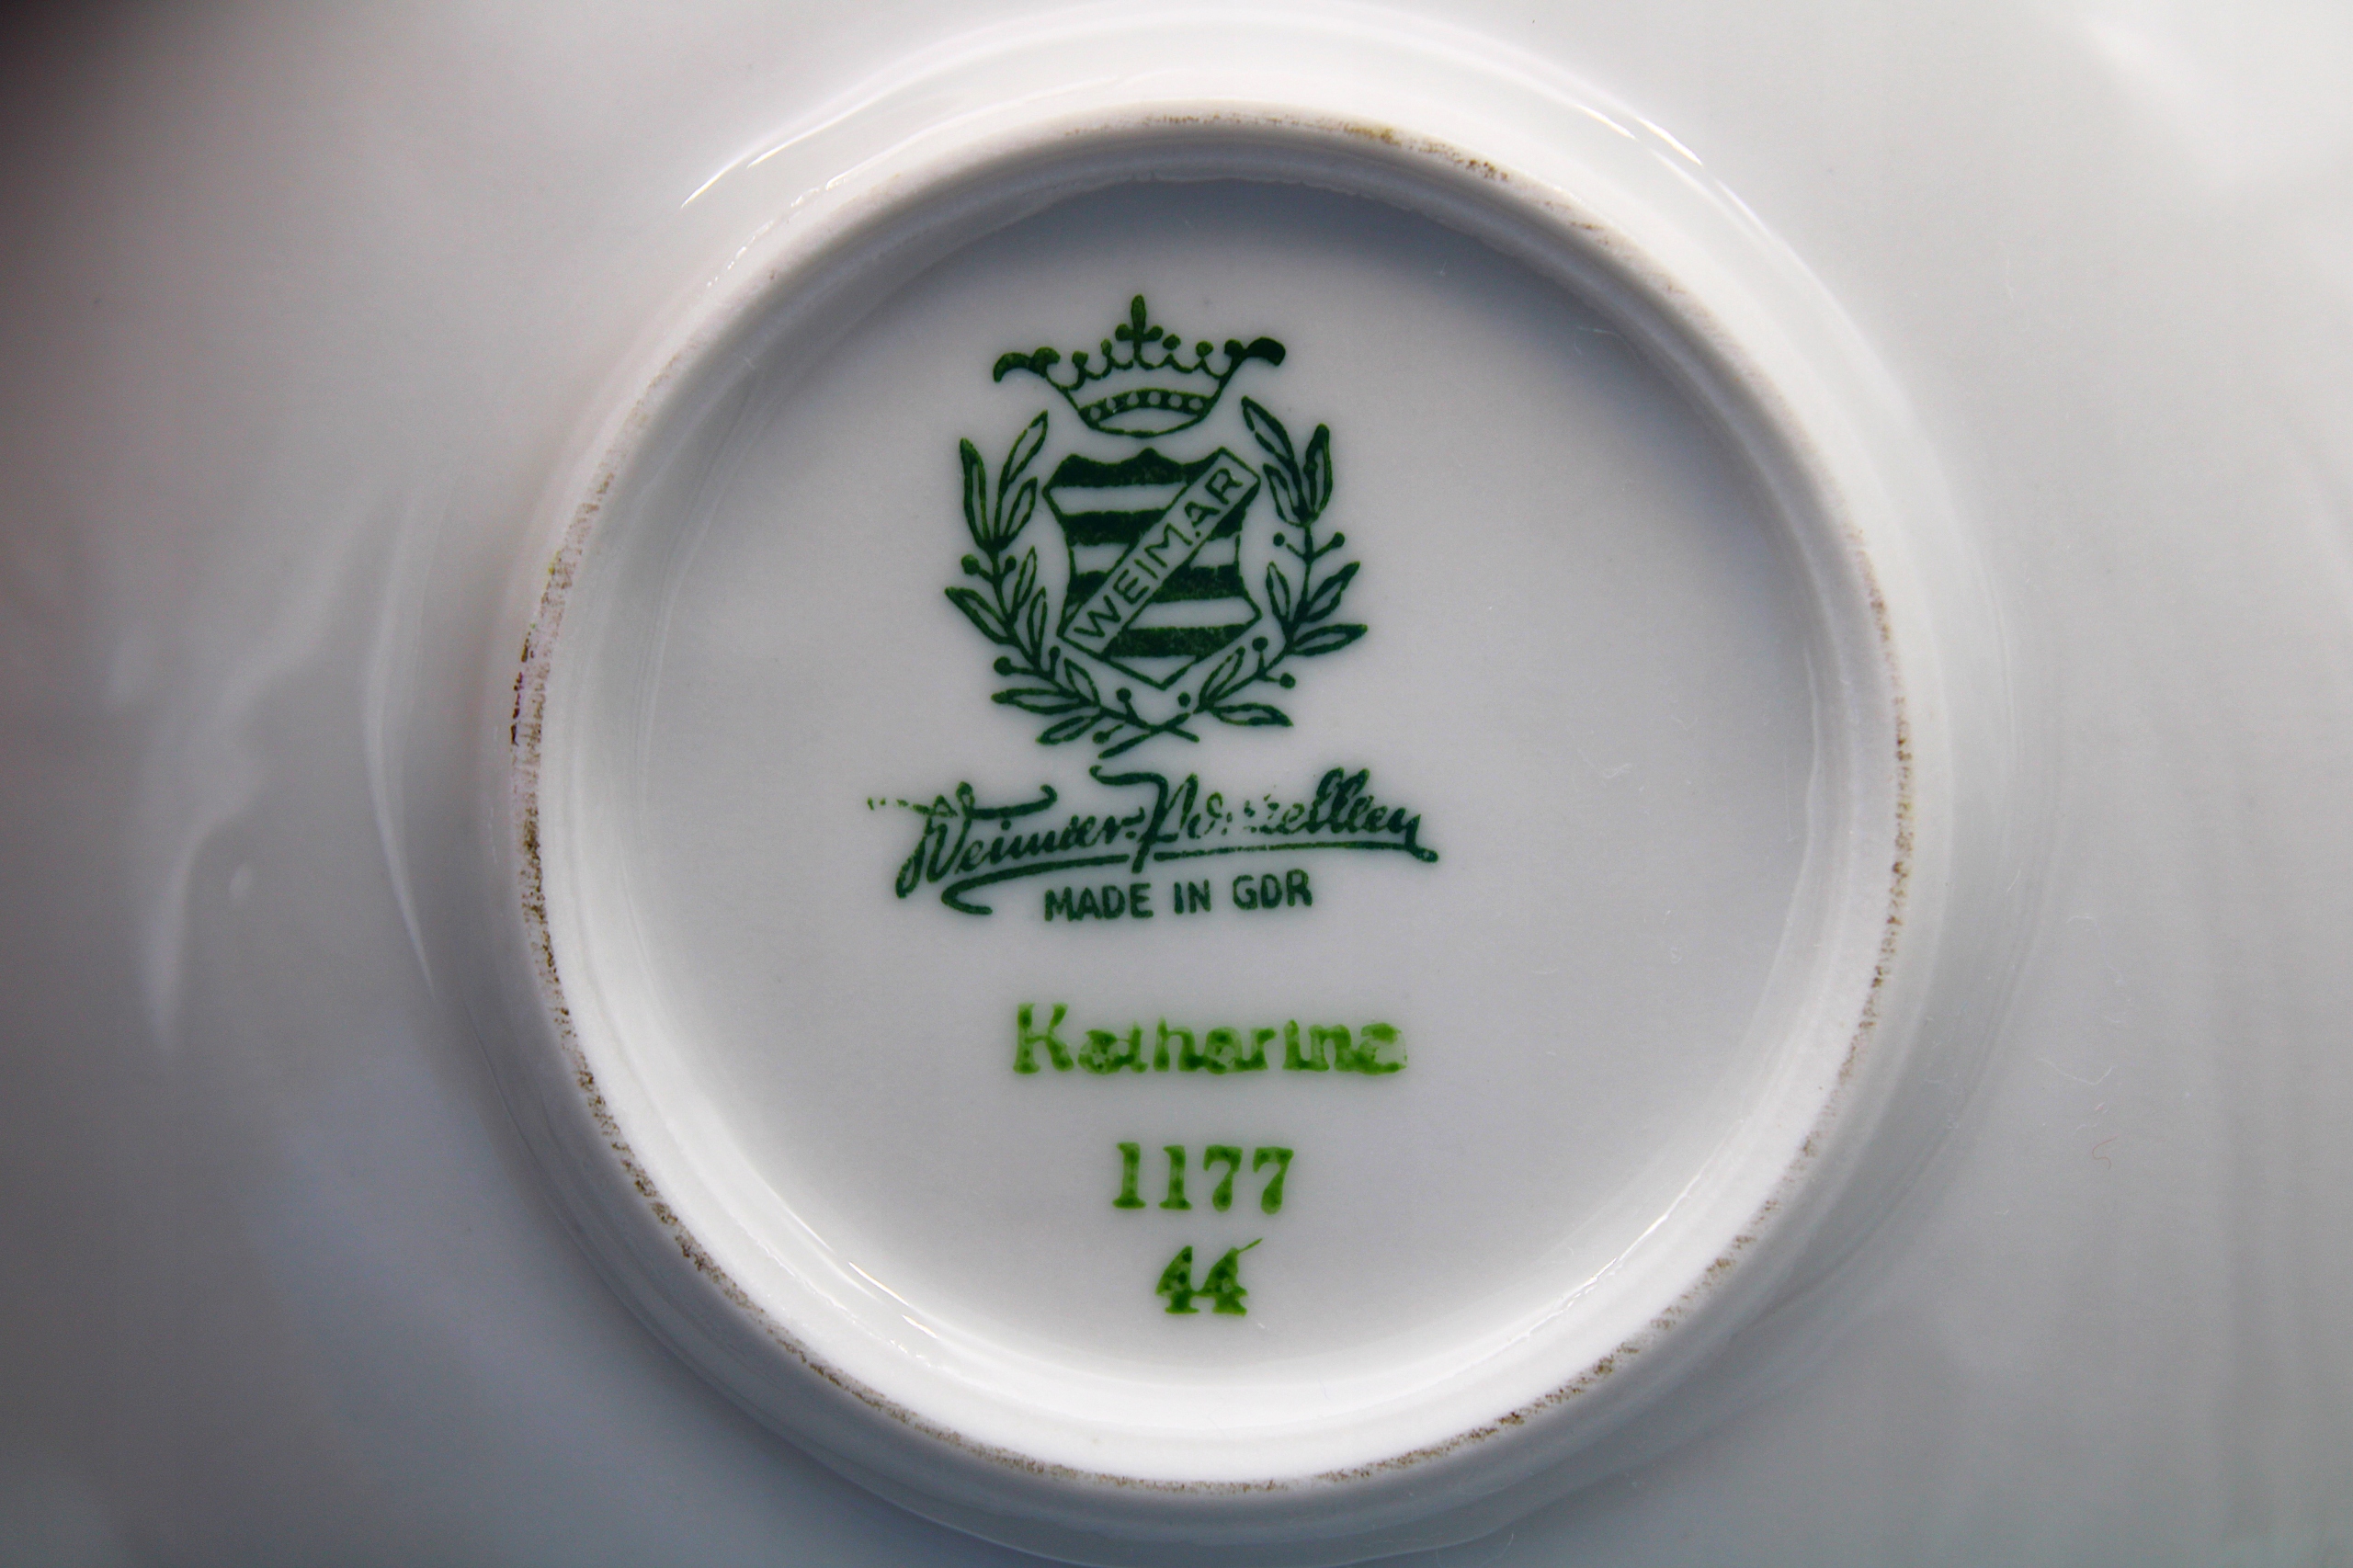 WEIMAR
Weimar-Porzellan
MADE IN GDR
Katharina
1177
44